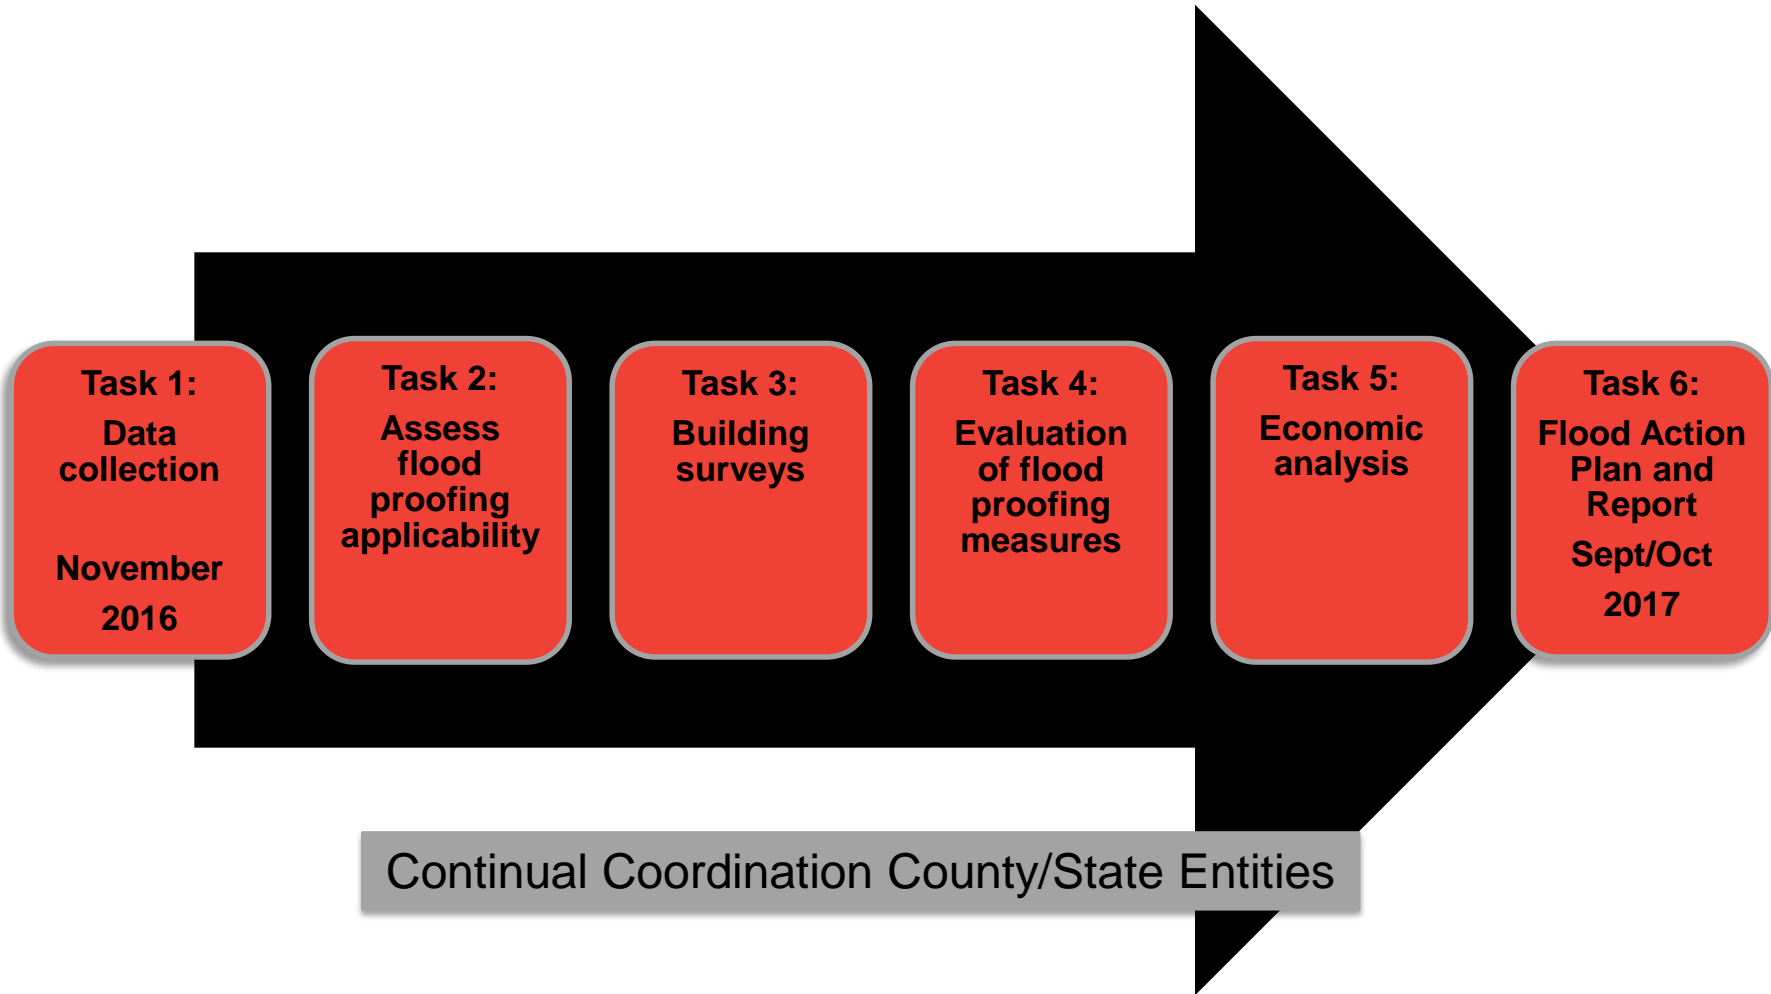 Task 1:
Data
collection
November
2016
Task 2:
Assess
flood
proofing
applicability
Task 3:
Building
surveys
Task 4:
Evaluation
of flood
proofing
measures
Task 5:
Economic
analysis
Task 6:
Flood Action
Plan and
Report
Sept/Oct
2017
Continual Coordination County/State Entities